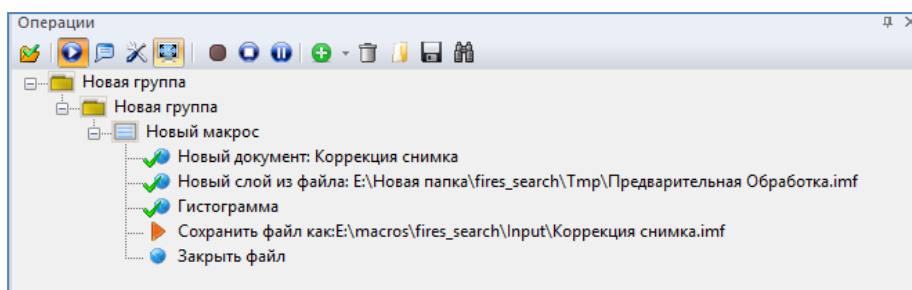 Операции
Новая группа
Новая группа
Новый макрос
Новый документ: Коррекция снимка
Новый слой из файла: E:\Новая папка\fires_search\Tmp\Предварительная Обработка.imf
Гистограмма
Сохранить файл как:E:\macros\fires_search\Input\Коррекция снимка.imf
Закрыть файл